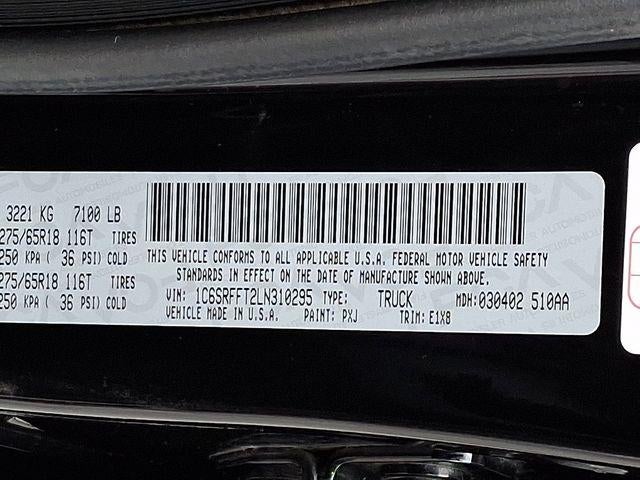 3221 KG 7100 LB
275/65R18 116T TIRES
250 KPA ( 36 PSI) COLD
275/65R18 116T TIRES
250 KPA ( 36 PSI) COLD
THIS VEHICLE CONFORMS TO ALL APPLICABLE U.S.A. FEDERAL MOTOR VEHICLE SAFETY
STANDARDS IN EFFECT ON THE DATE OF MANUFACTURE SHOWN ABOVE.
VIN: 1C6SRFFT2LN310295 TYPE: TRUCK MDH: 030402 510AA
VEHICLE MADE IN U.S.A. PAINT: PXJ TRIM: E1X8